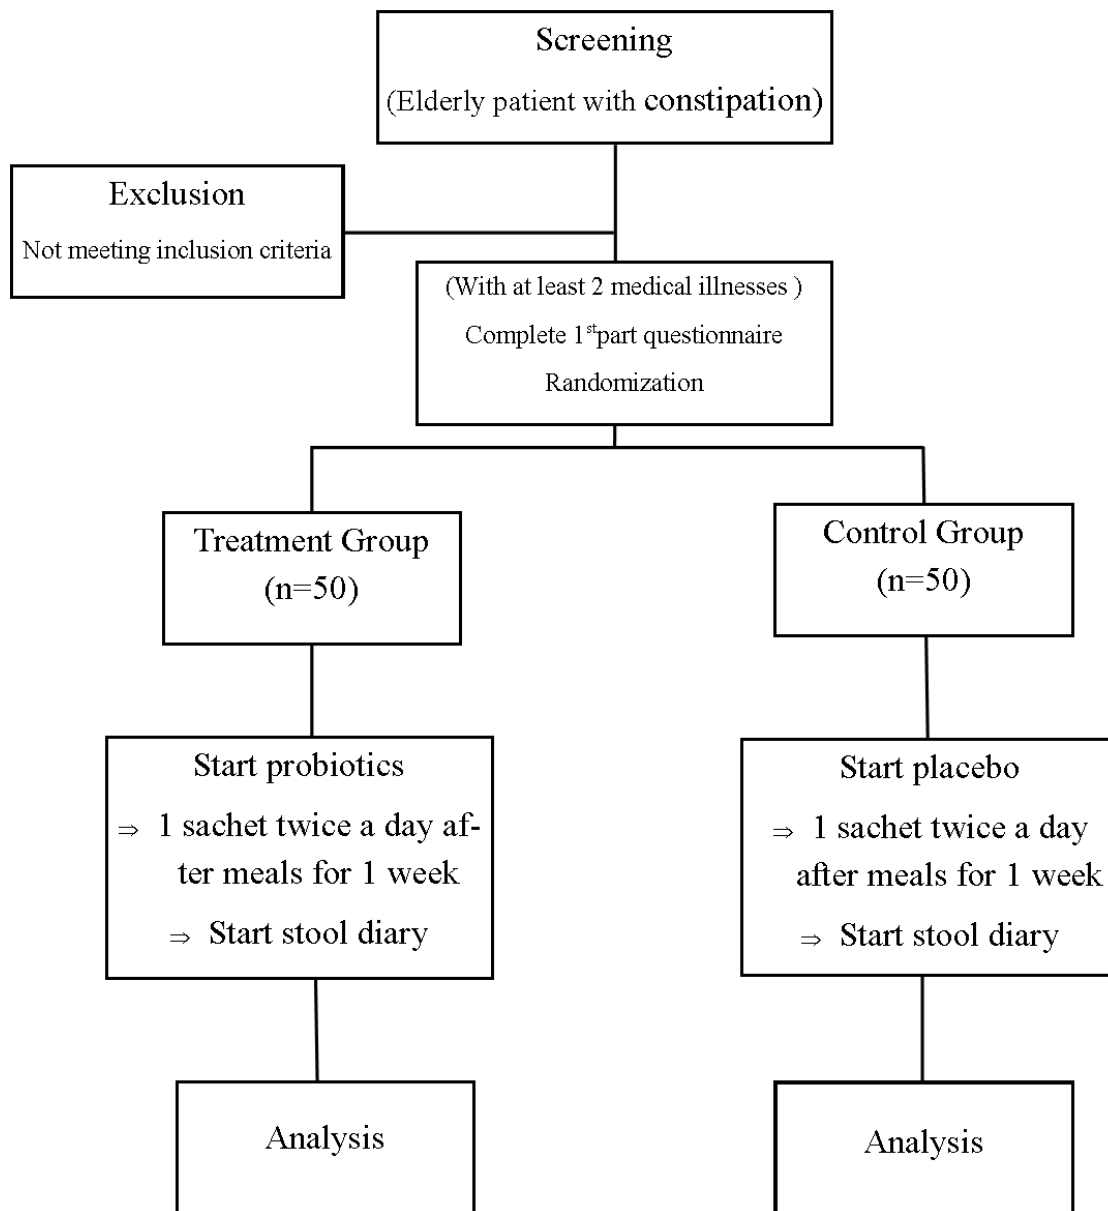 Screening
(Elderly patient with constipation)
Exclusion
Not meeting inclusion criteria
(With at least 2 medical illnesses )
Complete 1stpart questionnaire
Randomization
Treatment Group
(n=50)
Control Group
(n=50)
Start probiotics
⇒ 1 sachet twice a day af-
ter meals for 1 week
⇒ Start stool diary
Start placebo
⇒ 1 sachet twice a day
after meals for 1 week
⇒ Start stool diary
Analysis
Analysis